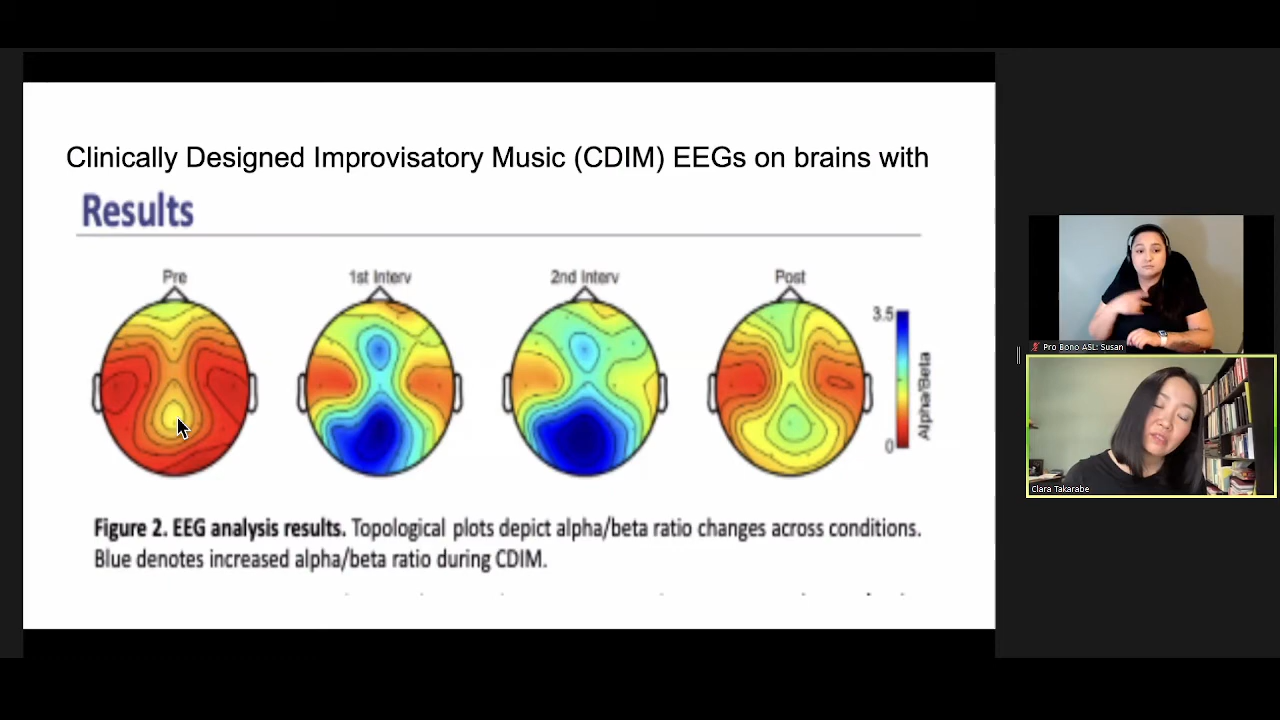 Clinically Designed Improvisatory Music (CDIM) EEGs on brains with
Results
Pre
1st Interv
2nd Interv
Post
3.5
0
Alpha/Beta
Figure 2. EEG analysis results. Topological plots depict alpha/beta ratio changes across conditions.
Blue denotes increased alpha/beta ratio during CDIM.
Pro Bono ASL: Susan
Clara Takarabe